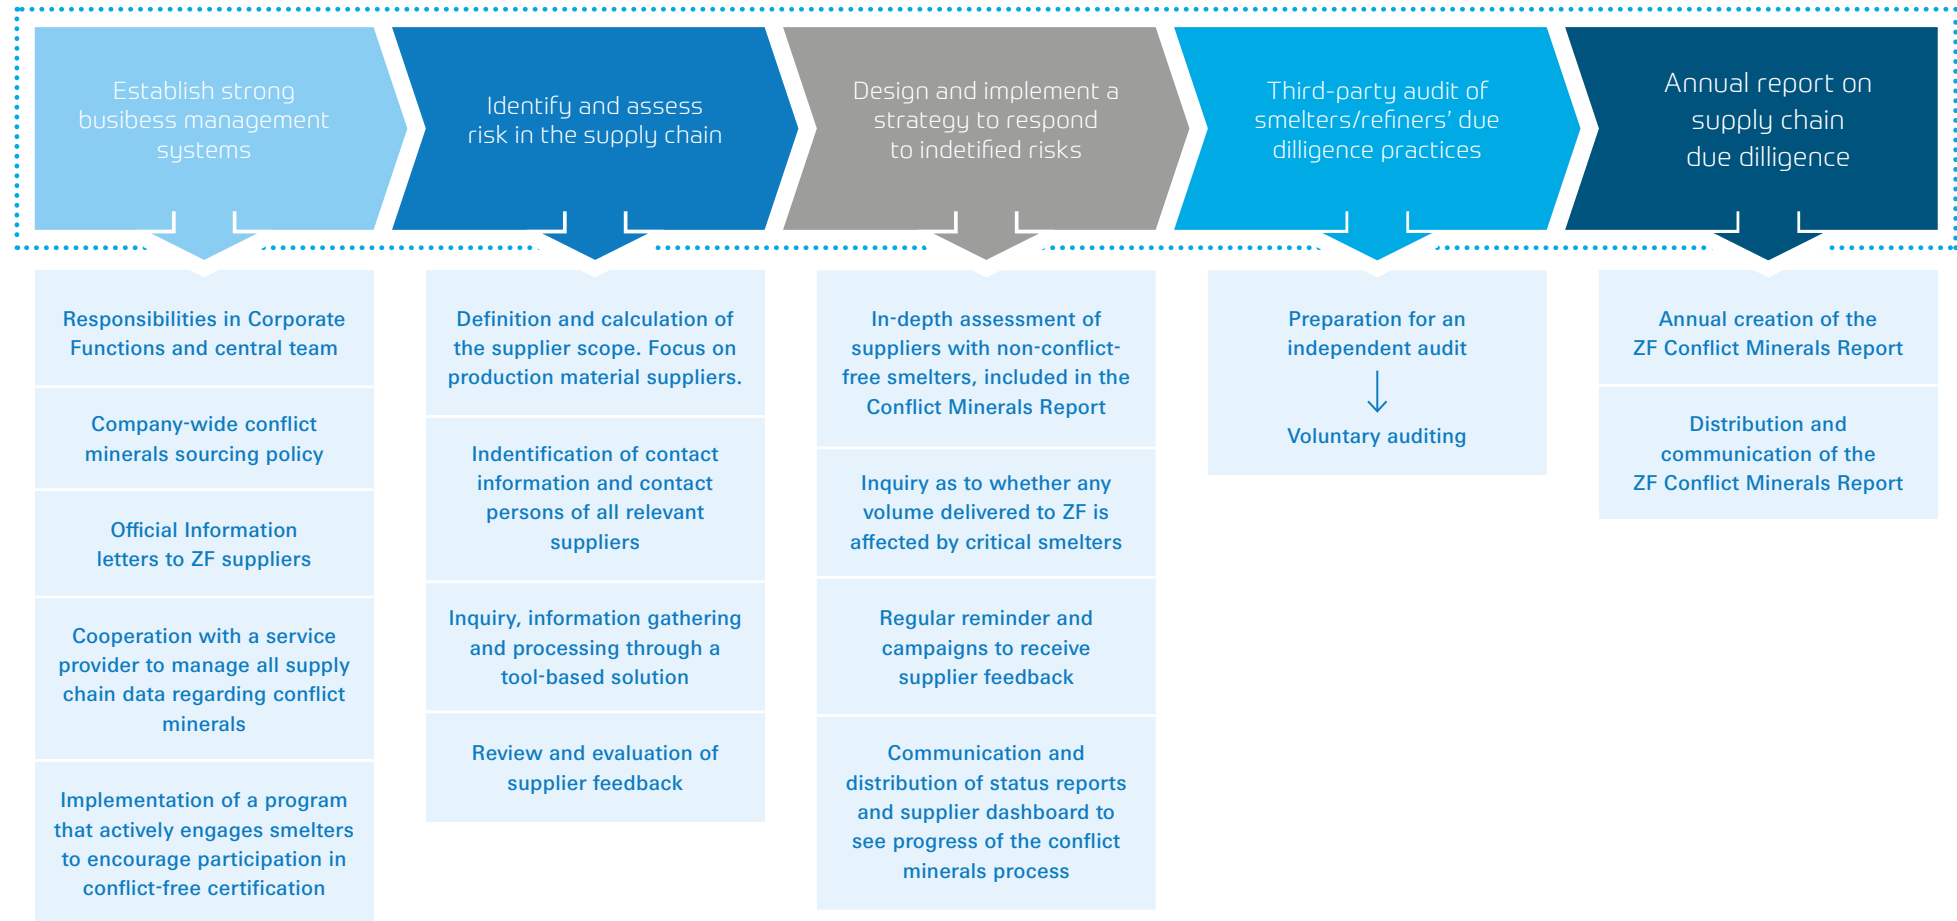 Establish strong
busibess management
systems
Identify and assess
risk in the supply chain
Design and implement a
strategy to respond
to indetified risks
Third-party audit of
smelters/refiners' due
dilligence practices
Annual report on
supply chain
due dilligence
Responsibilities in Corporate
Functions and central team
Company-wide conflict
minerals sourcing policy
Official Information
letters to ZF suppliers
Cooperation with a service
provider to manage all supply
chain data regarding conflict
minerals
Implementation of a program
that actively engages smelters
to encourage participation in
conflict-free certification
Definition and calculation of
the supplier scope. Focus on
production material suppliers.
Indentification of contact
information and contact
persons of all relevant
suppliers
Inquiry, information gathering
and processing through a
tool-based solution
Review and evaluation of
supplier feedback
In-depth assessment of
suppliers with non-conflict-
free smelters, included in the
Conflict Minerals Report
Inquiry as to whether any
volume delivered to ZF is
affected by critical smelters
Regular reminder and
campaigns to receive
supplier feedback
Communication and
distribution of status reports
and supplier dashboard to
see progress of the conflict
minerals process
Preparation for an
independent audit
Voluntary auditing
Annual creation of the
ZF Conflict Minerals Report
Distribution and
communication of the
ZF Conflict Minerals Report